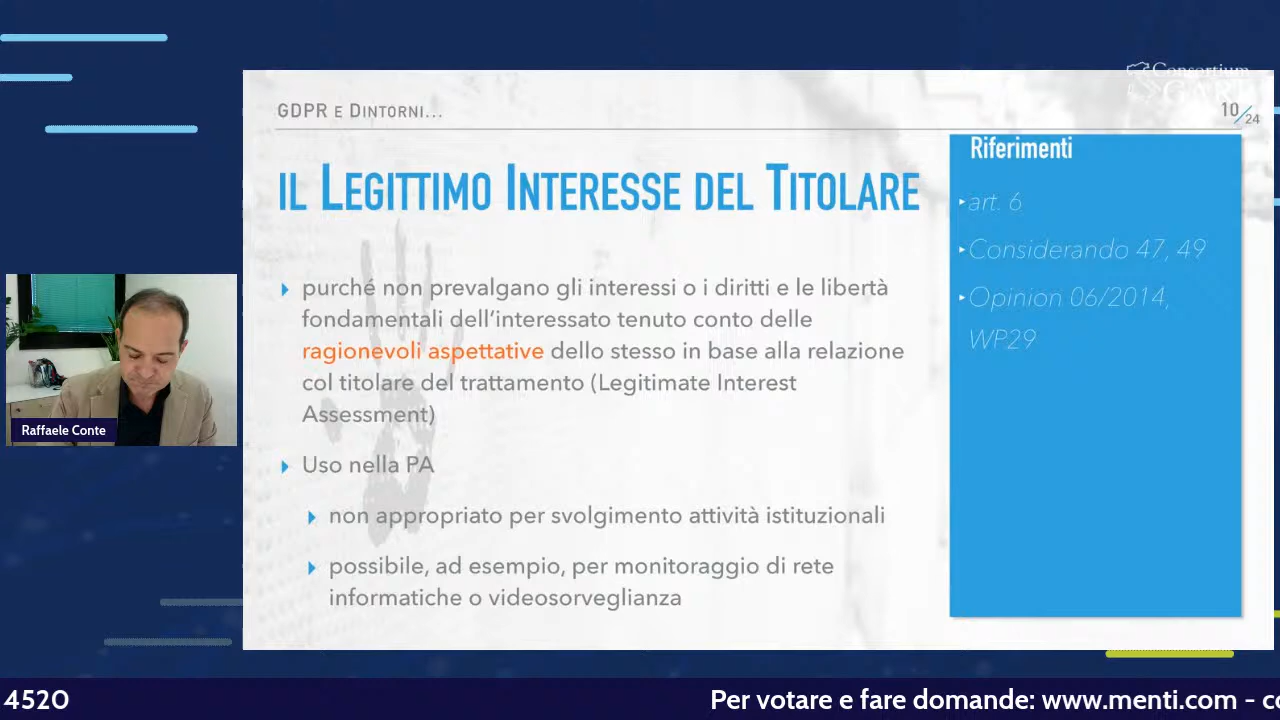 Consortium
GARR
GDPR e Dintorni...
10/24
Riferimenti
il Legittimo Interesse del Titolare
art. 6
Considerando 47, 49
Opinion 06/2014,
WP29
purché non prevalgano gli interessi o i diritti e le libertà
fondamentali dell'interessato tenuto conto delle
ragionevoli aspettative dello stesso in base alla relazione
col titolare del trattamento (Legitimate Interest
Assessment)
Raffaele Conte
Uso nella PA
non appropriato per svolgimento attività istituzionali
possibile, ad esempio, per monitoraggio di rete
informatiche o videosorveglianza
4520
Per votare e fare domande: www.menti.com - co